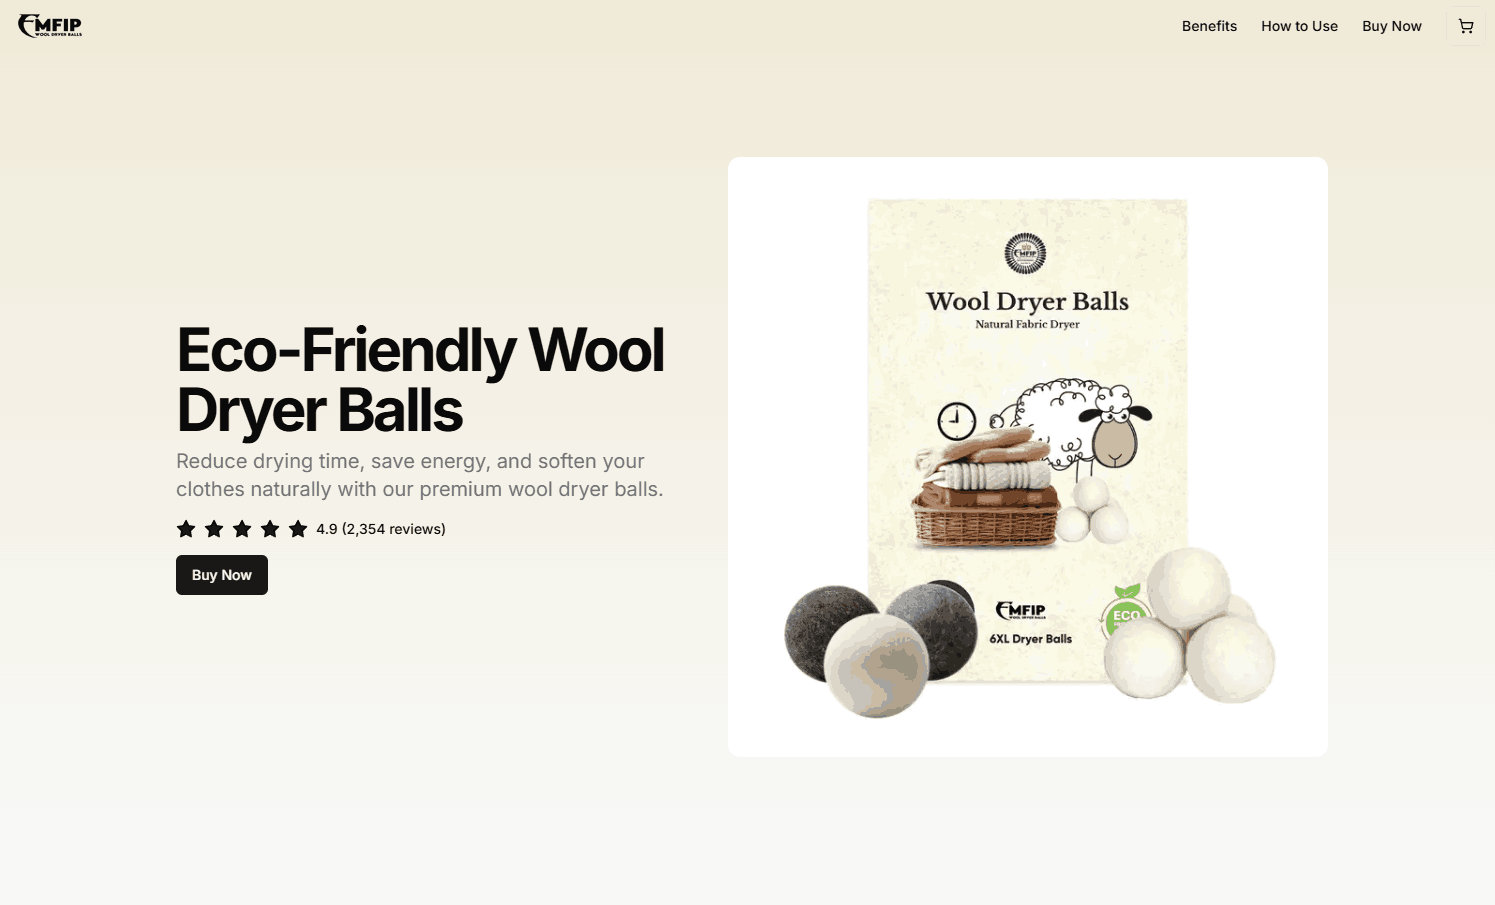 EMFIP
WOOL DRYER BALLS
Benefits
How to Use
Buy Now
Eco-Friendly Wool
Dryer Balls
Reduce drying time, save energy, and soften your
clothes naturally with our premium wool dryer balls.
4.9 (2,354 reviews)
Buy Now
EMFIP
Wool Dryer Balls
Natural Fabric Dryer
EMFIP
WOOL DRYER BALLS
6XL Dryer Balls
ECO